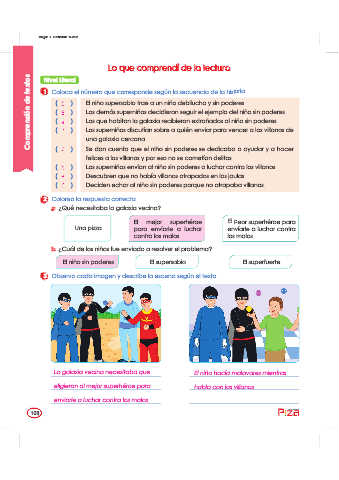 Lo que comprendí de la lectura
Nivel literal
1 Coloca el número que corresponde según la secuencia de la historia
El niño supersabio trae a un niño debilucho y sin poderes
Los demás superniños decidieron seguir el ejemplo del niño sin poderes
Los que habitan la galaxia recibieron extrañados al niño sin poderes
Los superniños discutían sobre a quién enviar para vencer a los villanos de
una galaxia cercana
Se dan cuenta que el niño sin poderes se dedicaba a ayudar y a hacer
felices a los villanos y por eso no se cometían delitos
Los superniños envían al niño sin poderes a luchar contra los villanos
Descubren que no había villanos atrapados en las jaulas
Deciden echar al niño sin poderes porque no atrapaba villanos
2 Colorea la respuesta correcta
a. ¿Qué necesitaba la galaxia vecina?
Una pizza
El mejor superhéroe
para enviarle a luchar
contra los malos
El Peor superhéroe para
enviarle a luchar contra
los malos
b. ¿Cuál de los niños fue enviado a resolver el problema?
El niño sin poderes
El supersabio
El superfuerte
3 Observa cada imagen y describe la escena según el texto
La galaxia vecina necesitaba que
eligieran al mejor superhéroe para
enviarle a luchar contra los malos
El niño hacía malavares mientras
habla con los villanos
Comprensión de textos